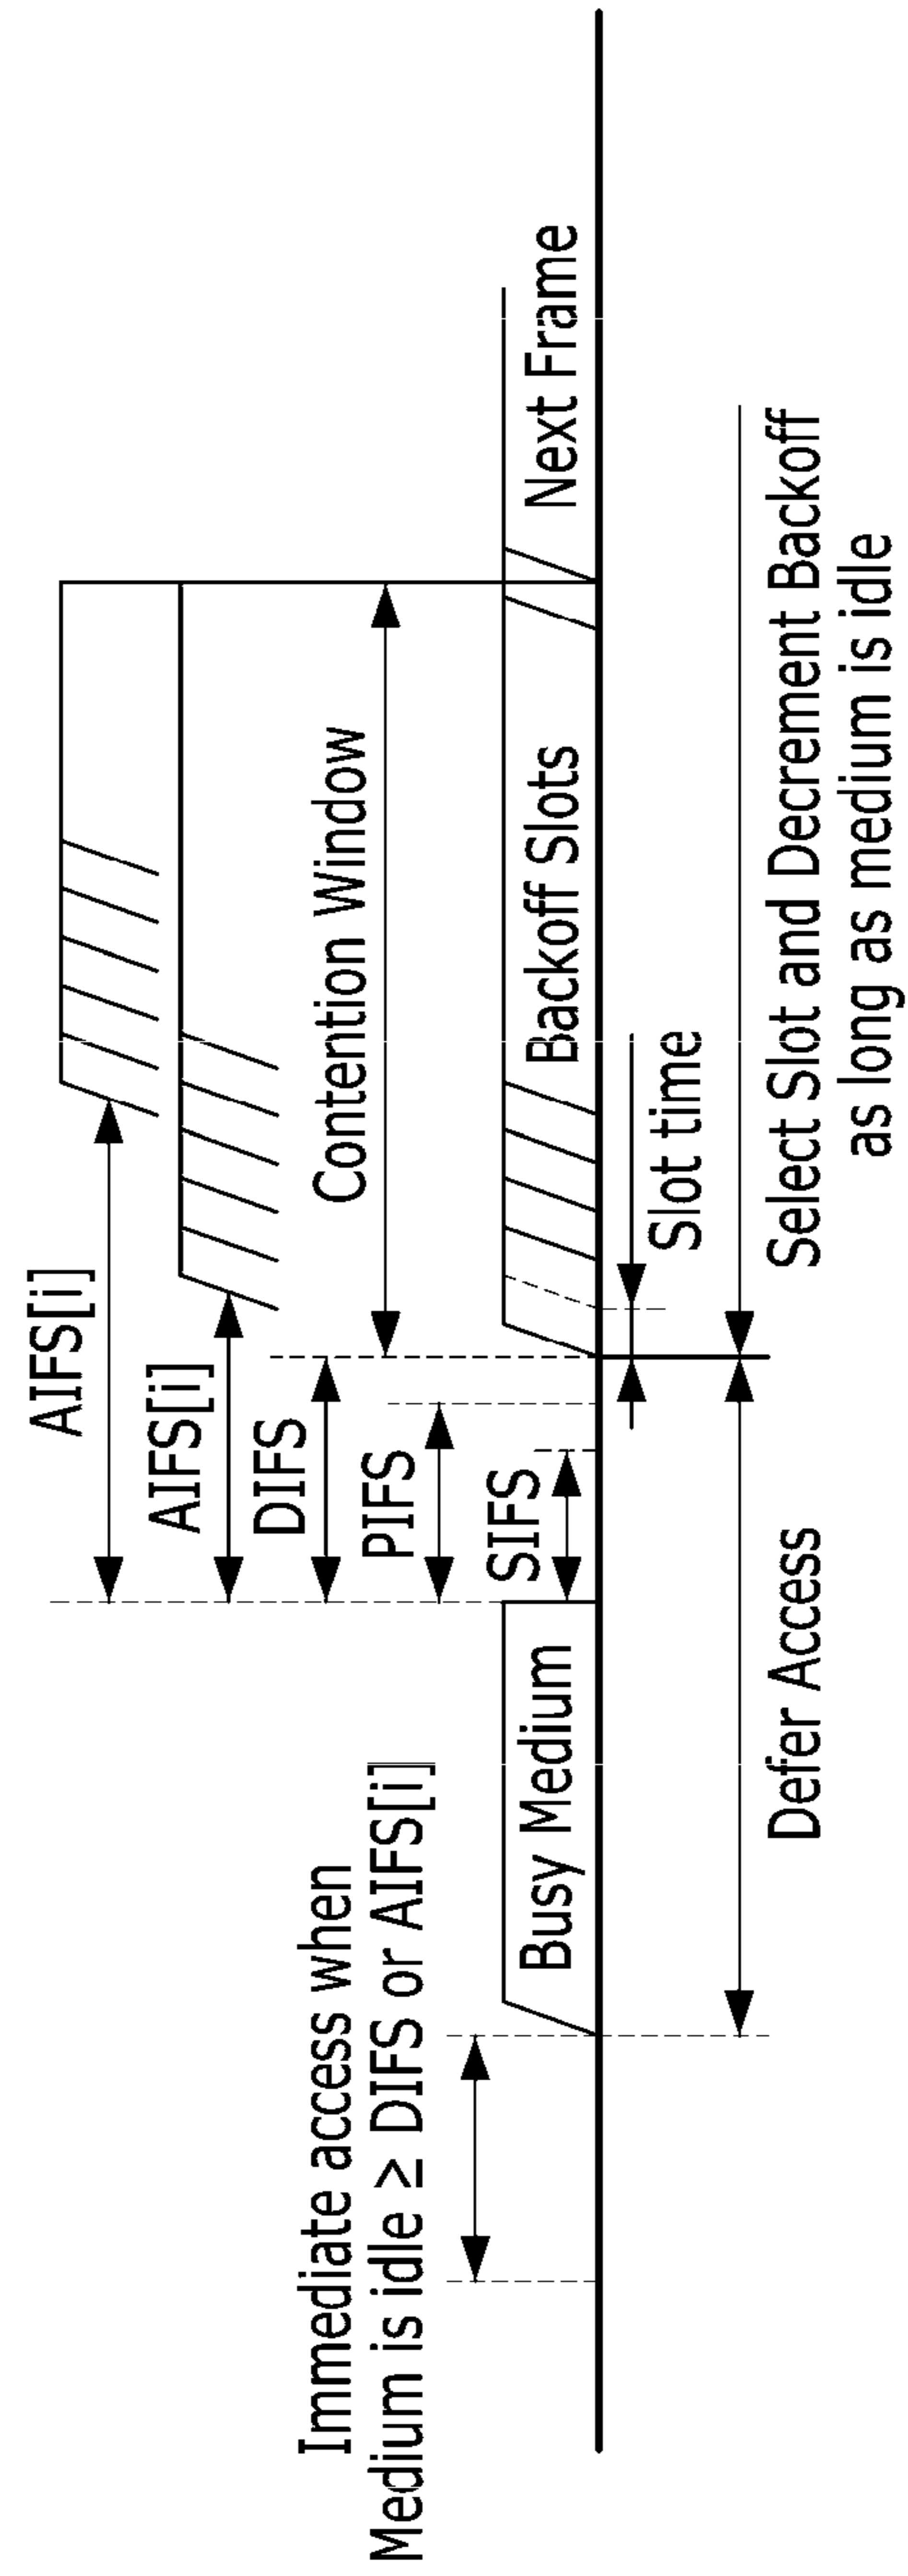 AIFS[i]
AIFS[i]
Immediate access when
Medium is idle ≥ DIFS or AIFS[i]
DIFS
Contention Window
PIFS
SIFS
Busy Medium
Backoff Slots
Next Frame
Slot time
Defer Access
Select Slot and Decrement Backoff
as long as medium is idle